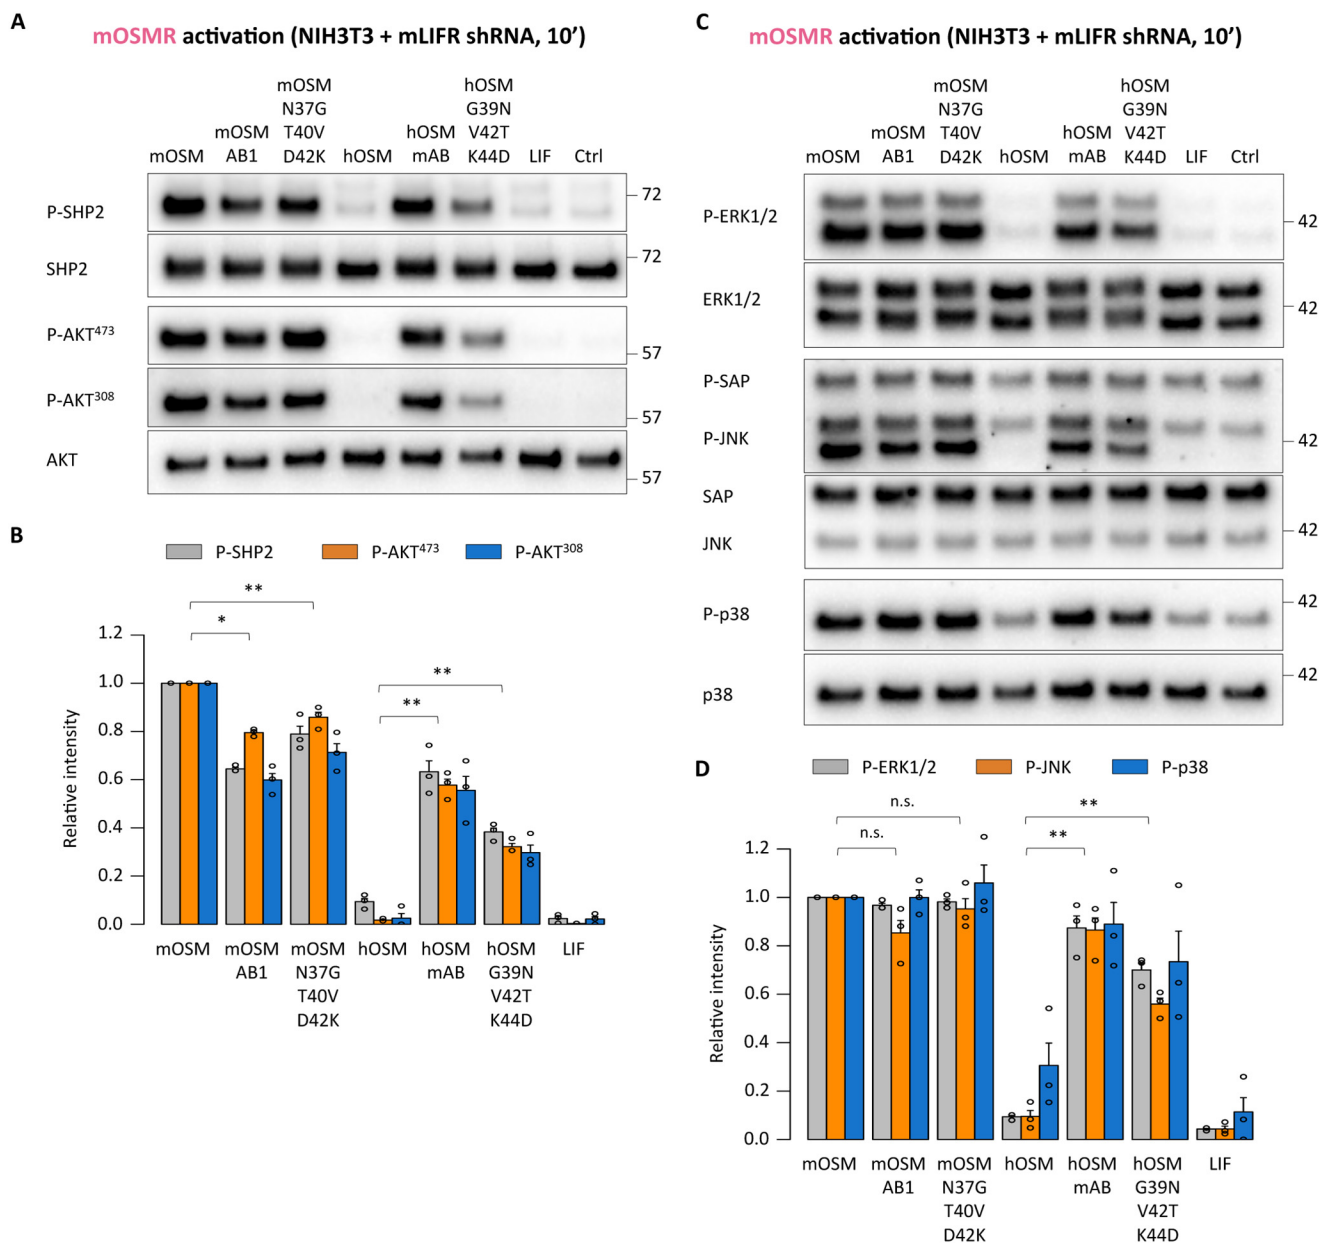 A
mOSMR activation (NIH3T3 + mLIFR shRNA, 10’)
mOSM
mOSM
AB1
mOSM
N37G
T40V
D42K
hOSM
hOSM
mAB
hOSM
G39N
V42T
K44D
LIF
Ctrl
P-SHP2
72
SHP2
72
P-AKT473
57
P-AKT308
57
AKT
57
B
P-SHP2
P-AKT473
P-AKT308
**
*
**
**
Relative intensity
1.2
1.0
0.8
0.6
0.4
0.2
0.0
mOSM
mOSM
AB1
mOSM
N37G
T40V
D42K
hOSM
hOSM
mAB
hOSM
G39N
V42T
K44D
LIF
C
mOSMR activation (NIH3T3 + mLIFR shRNA, 10’)
mOSM
mOSM
AB1
mOSM
N37G
T40V
D42K
hOSM
hOSM
mAB
hOSM
G39N
V42T
K44D
LIF
Ctrl
P-ERK1/2
42
ERK1/2
42
P-SAP
P-JNK
42
SAP
JNK
42
P-p38
42
p38
42
D
P-ERK1/2
P-JNK
P-p38
n.s.
n.s.
**
**
Relative intensity
1.2
1.0
0.8
0.6
0.4
0.2
0.0
mOSM
mOSM
AB1
mOSM
N37G
T40V
D42K
hOSM
hOSM
mAB
hOSM
G39N
V42T
K44D
LIF